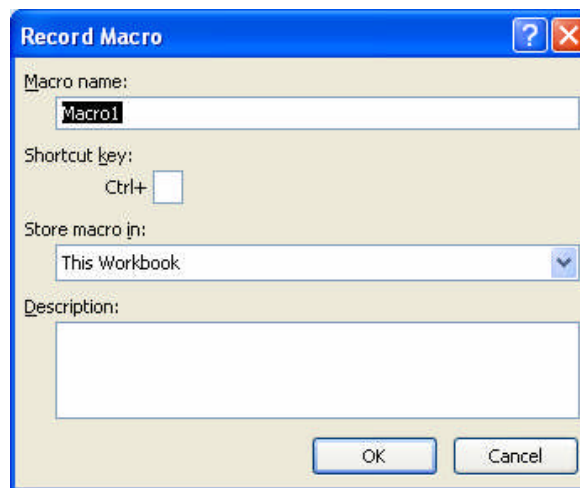 Record Macro
Macro name:
Macro1
Shortcut key:
Ctrl+
Store macro in:
This Workbook
Description:
OK Cancel